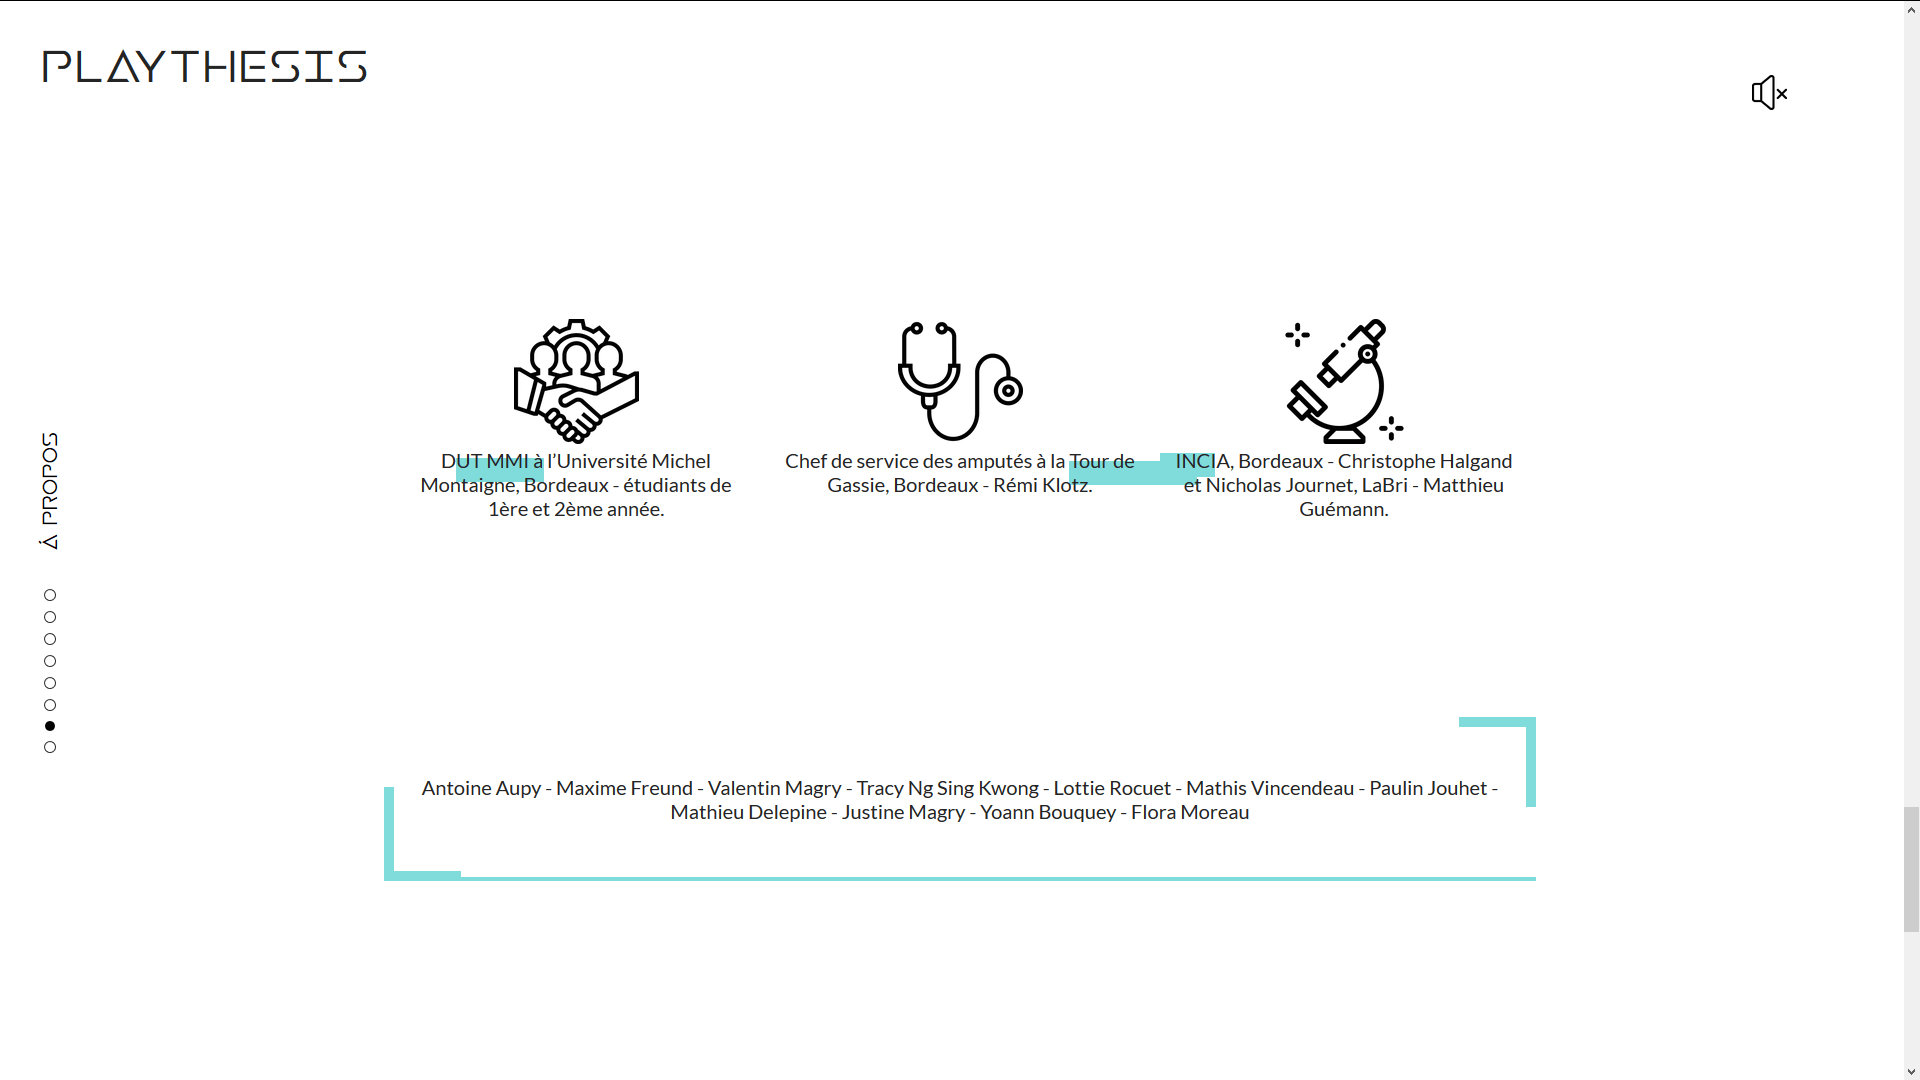 PLAYTHESIS
DUT MMI à l’Université Michel
Montaigne, Bordeaux - étudiants de
1ère et 2ème année.
Chef de service des amputés à la Tour de
Gassie, Bordeaux - Rémi Klotz.
INCIA, Bordeaux - Christophe Halgand
et Nicholas Journet, LaBri - Matthieu
Guémann.
Á PROPOS
Antoine Aupy - Maxime Freund - Valentin Magry - Tracy Ng Sing Kwong - Lottie Rocuet - Mathis Vincendeau - Paulin Jouhet -
Mathieu Delepine - Justine Magry - Yoann Bouquey - Flora Moreau